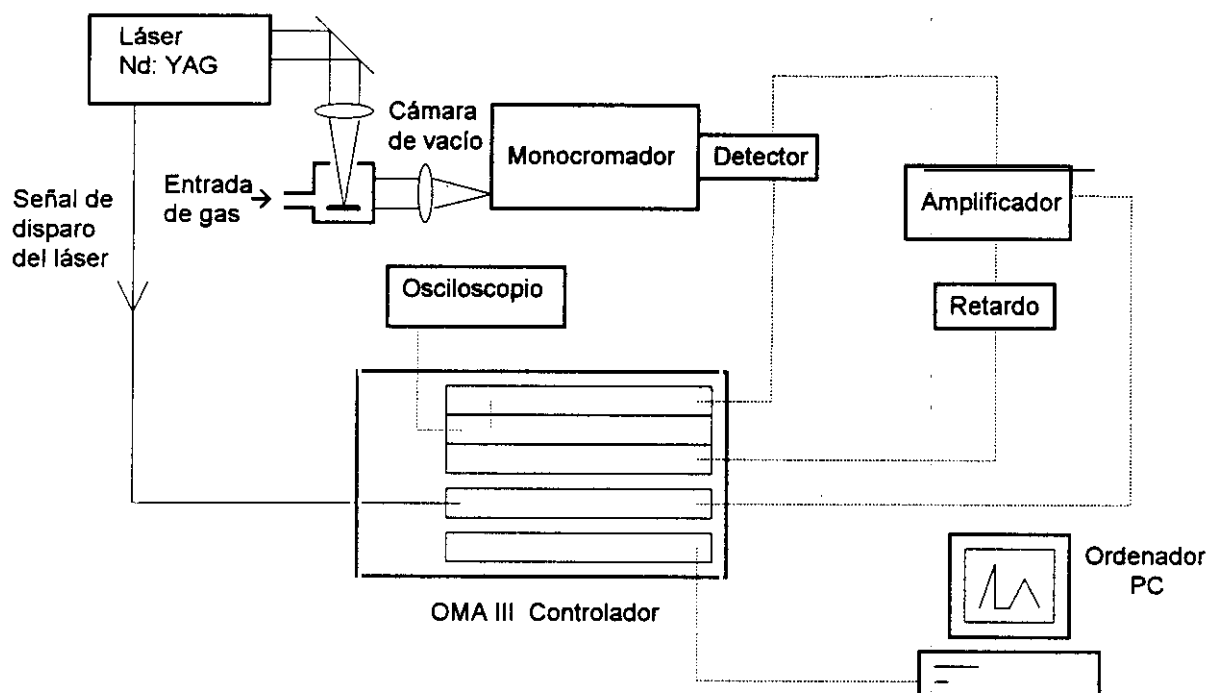 Láser
Nd: YAG
Cámara
de vacío
Monocromador
Detector
Entrada
de gas
Amplificador
Señal de
disparo
del láser
Osciloscopio
Retardo
Ordenador
PC
OMA III Controlador